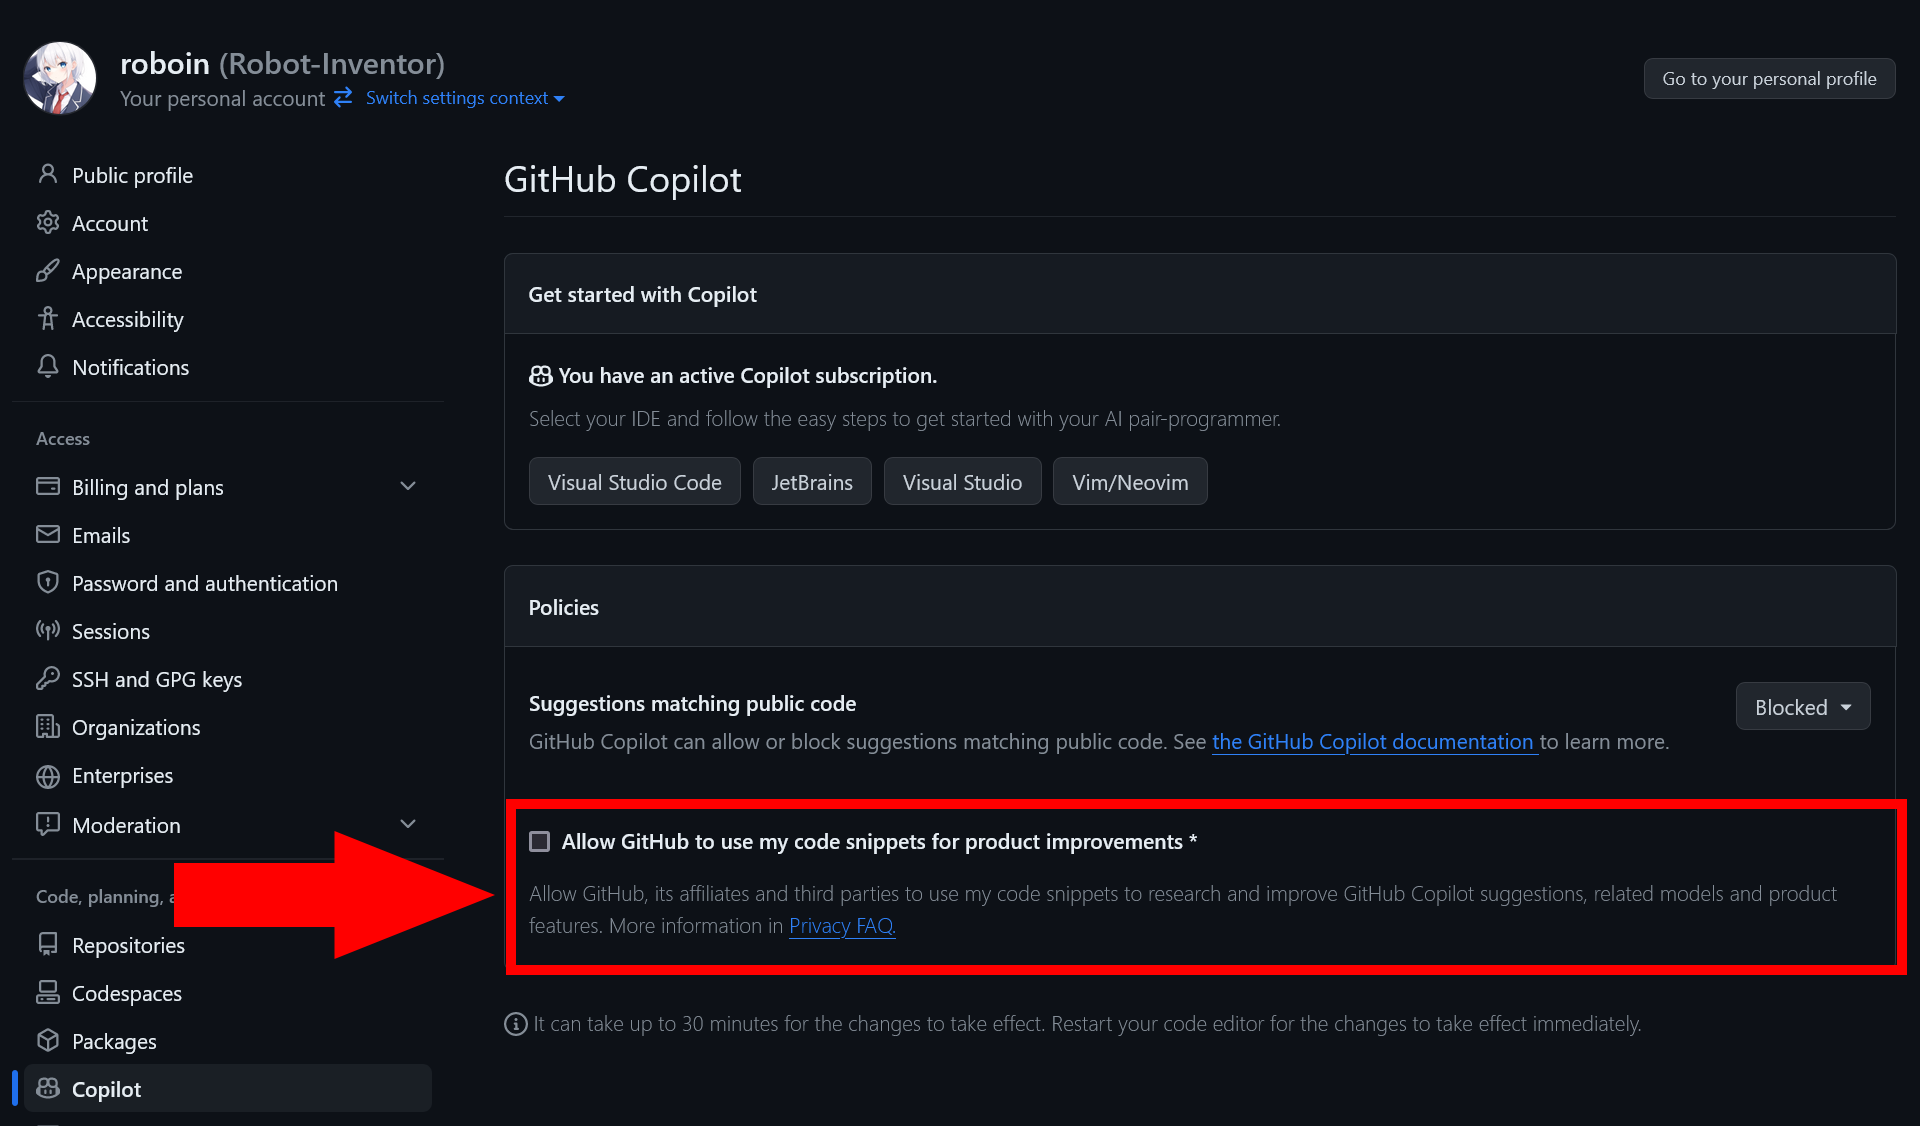 roboin (Robot-Inventor)
Your personal account Switch settings context
Go to your personal profile
Public profile
Account
Appearance
Accessibility
Notifications
Access
Billing and plans
Emails
Password and authentication
Sessions
SSH and GPG keys
Organizations
Enterprises
Moderation
Code, planning,
Repositories
Codespaces
Packages
Copilot
GitHub Copilot
Get started with Copilot
You have an active Copilot subscription.
Select your IDE and follow the easy steps to get started with your AI pair-programmer.
Visual Studio Code JetBrains Visual Studio Vim/Neovim
Policies
Suggestions matching public code
Blocked
GitHub Copilot can allow or block suggestions matching public code. See the GitHub Copilot documentation to learn more.
Allow GitHub to use my code snippets for product improvements *
Allow GitHub, its affiliates and third parties to use my code snippets to research and improve GitHub Copilot suggestions, related models and product
features. More information in Privacy FAQ.
It can take up to 30 minutes for the changes to take effect. Restart your code editor for the changes to take effect immediately.